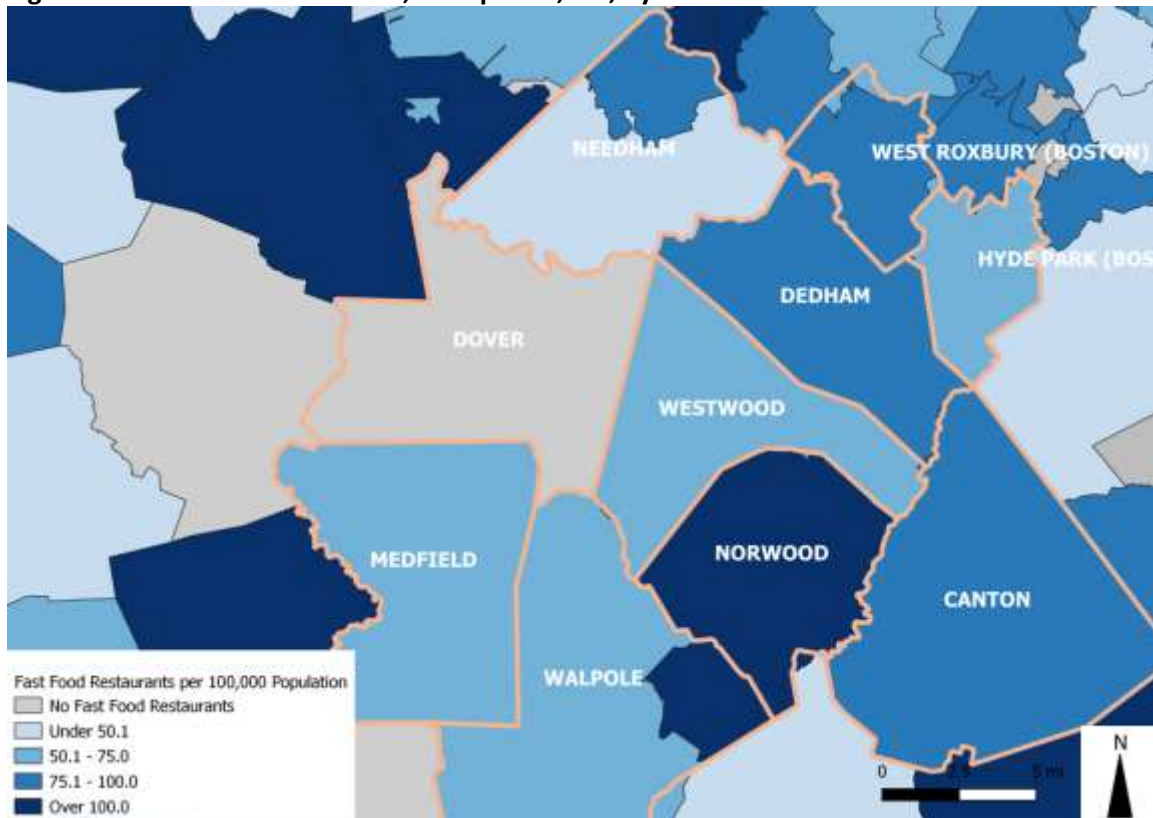 NEEDHAM
WEST ROXBURY (BOSTON)
HYDE PARK (BOS
DEDHAM
DOVER
WESTWOOD
NORWOOD
MEDFIELD
CANTON
WALPOLE
Fast Food Restaurants per 100,000 Population
No Fast Food Restaurants
Under 50.1
50.1 - 75.0
75.1 - 100.0
Over 100.0
N
0 2.5 5 mi